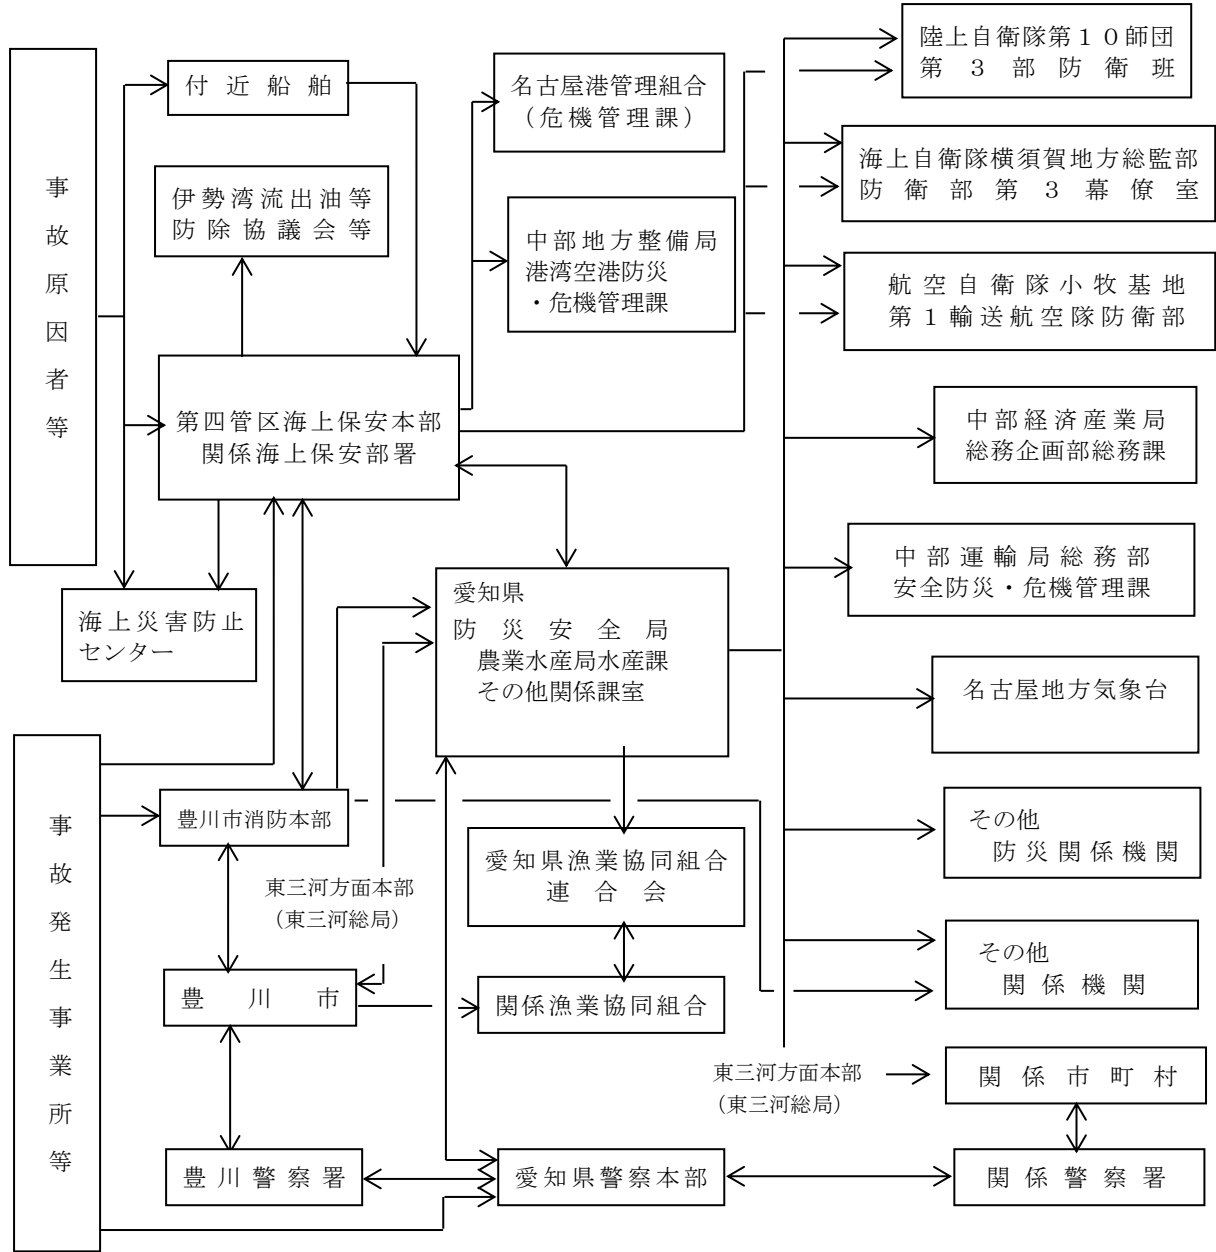 事故原因者等
付近船舶
伊勢湾流出油等
防除協議会等
第四管区海上保安本部
関係海上保安部署
海上災害防止
センター
名古屋港管理組合
（危機管理課）
中部地方整備局
港湾空港防災
・危機管理課
陸上自衛隊第１０師団
第３部防衛班
海上自衛隊横須賀地方総監部
防衛部第３幕僚室
航空自衛隊小牧基地
第１輸送航空隊防衛部
中部経済産業局
総務企画部総務課
中部運輸局総務部
安全防災・危機管理課
名古屋地方気象台
その他
防災関係機関
その他
関係機関
愛知県
防災安全局
農業水産局水産課
その他関係課室
事故発生事業所等
豊川市消防本部
東三河方面本部
（東三河総局）
愛知県漁業協同組合
連合会
豊川市
関係漁業協同組合
東三河方面本部
（東三河総局）
関係市町村
豊川警察署
愛知県警察本部
関係警察署